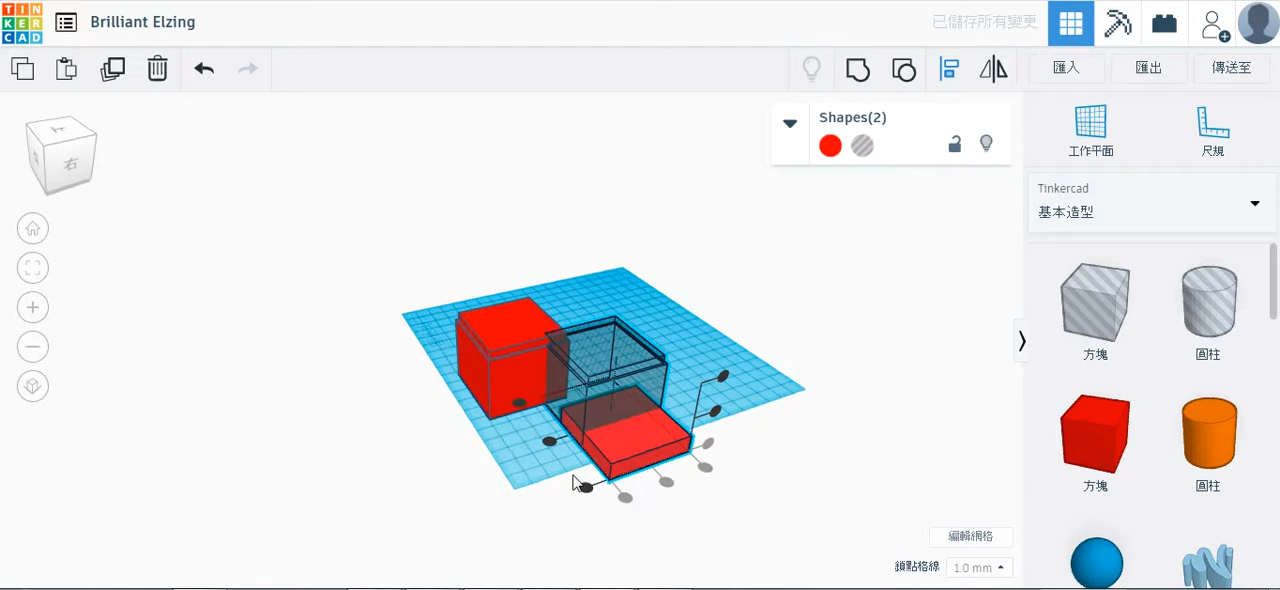 TIN
KER
CAD
Brilliant Elzing
已儲存所有變更
匯入
匯出
傳送至
Shapes(2)
工作平面
尺規
右
Tinkercad
基本造型
方塊
圓柱
方塊
圓柱
編輯網格
鎖點格線
1.0 mm